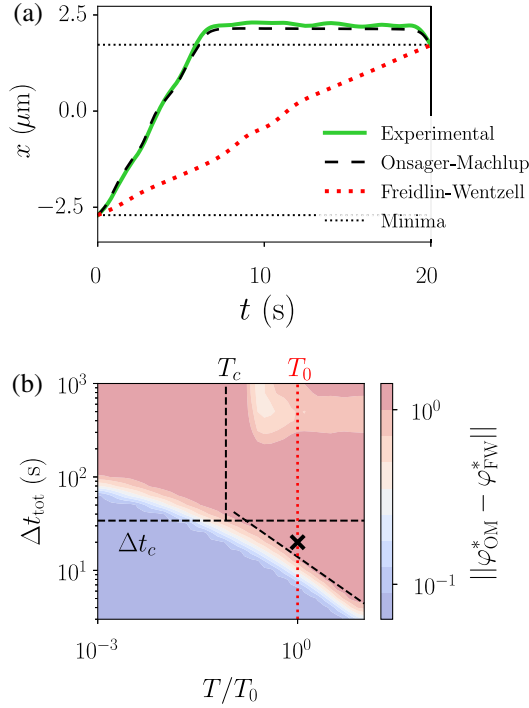 (a)
2.5
0.0
−2.5
x (μm)
Experimental
Onsager-Machlup
Freidlin-Wentzell
Minima
0
10
20
t (s)
(b)
T_c
T_0
10^3
10^2
10^1
Δt_tot (s)
Δt_c
10^−3
10^0
T/T_0
10^0
10^−1
||φ*_OM − φ*_FW||